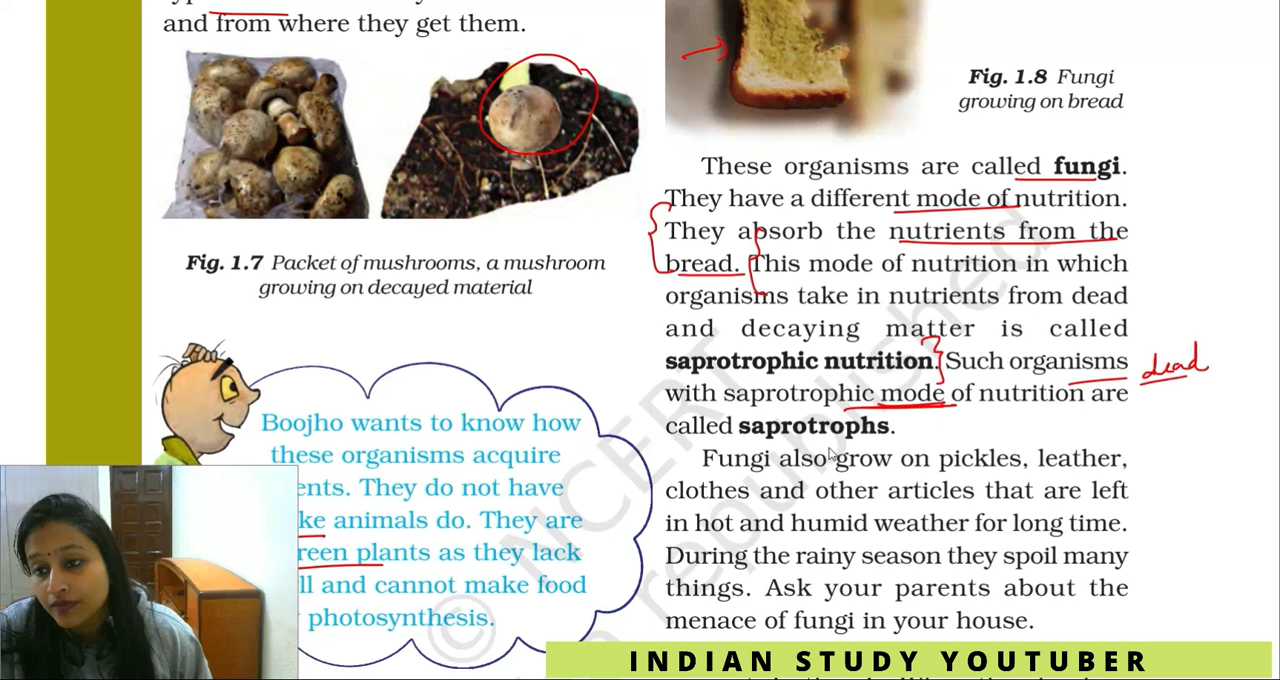 and from where they get them.
Fig. 1.7 Packet of mushrooms, a mushroom
growing on decayed material
Boojho wants to know how
these organisms acquire
ents. They do not have
ke animals do. They are
reen plants as they lack
ll and cannot make food
photosynthesis.
Fig. 1.8 Fungi
growing on bread
These organisms are called fungi.
They have a different mode of nutrition.
They absorb the nutrients from the
bread. This mode of nutrition in which
organisms take in nutrients from dead
and decaying matter is called
saprotrophic nutrition. Such organisms
dead
with saprotrophic mode of nutrition are
called saprotrophs.
Fungi also grow on pickles, leather,
clothes and other articles that are left
in hot and humid weather for long time.
During the rainy season they spoil many
things. Ask your parents about the
menace of fungi in your house.
© NCERT
republished
INDIAN STUDY YOUTUBER